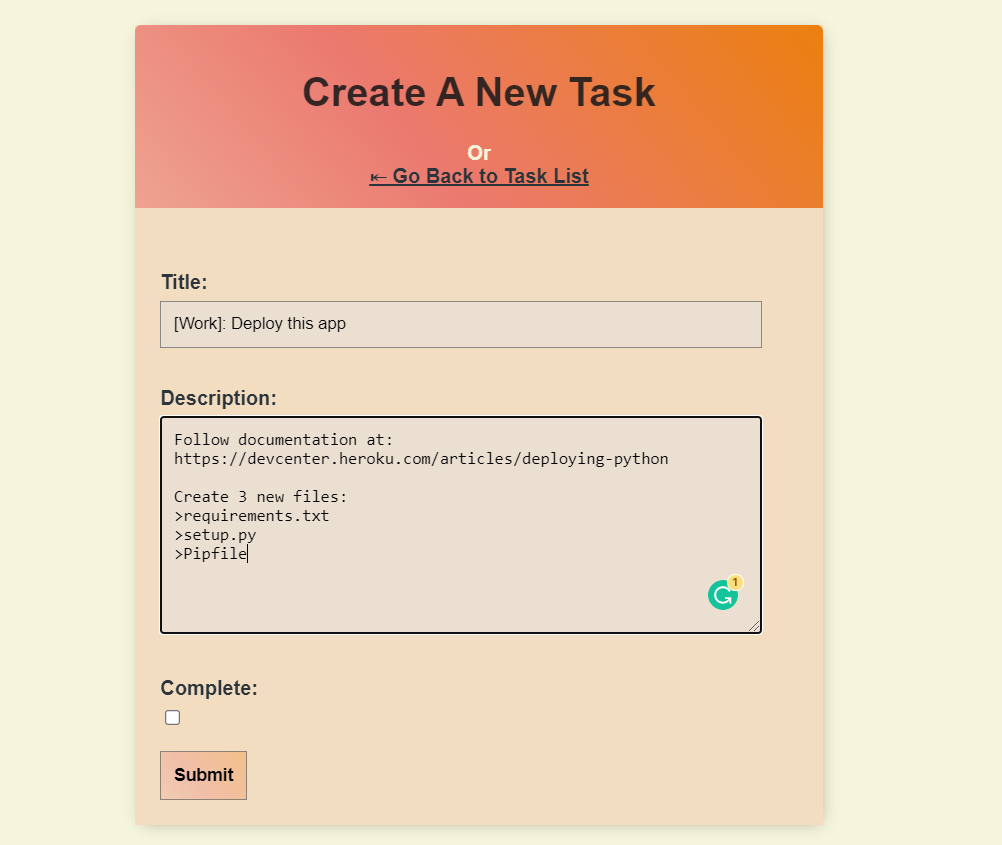 Create A New Task
Or
⇤ Go Back to Task List
Title:
[Work]: Deploy this app
Description:
Follow documentation at:
https://devcenter.heroku.com/articles/deploying-python
Create 3 new files:
>requirements.txt
>setup.py
>Pipfile
1
Complete:
Submit